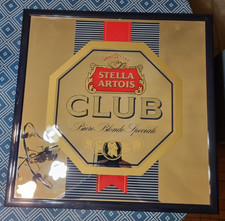 STELLA
ARTOIS
CLUB
Bière Blonde Spéciale